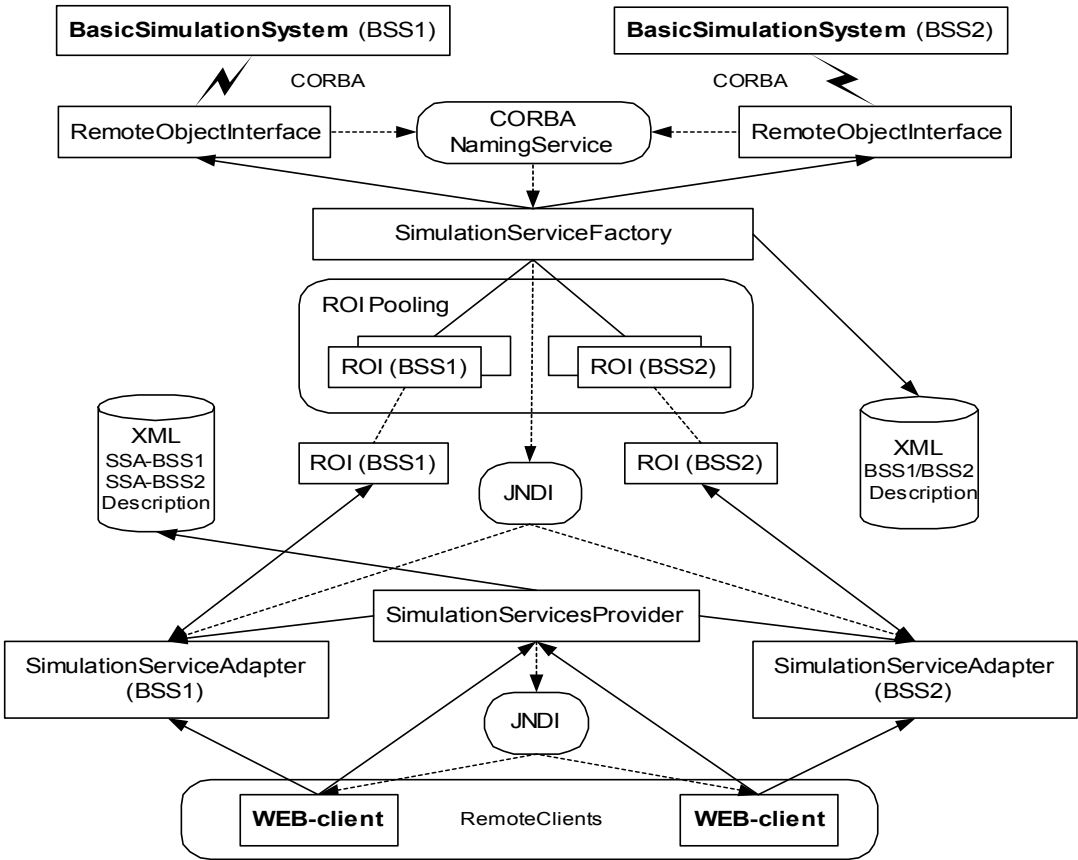 BasicSimulationSystem (BSS1)
BasicSimulationSystem (BSS2)
CORBA
CORBA
RemoteObjectInterface
CORBA
NamingService
RemoteObjectInterface
SimulationServiceFactory
ROI Pooling
ROI (BSS1)
ROI (BSS2)
XML
SSA-BSS1
SSA-BSS2
Description
ROI (BSS1)
JNDI
ROI (BSS2)
XML
BSS1/BSS2
Description
SimulationServicesProvider
SimulationServiceAdapter
(BSS1)
SimulationServiceAdapter
(BSS2)
JNDI
WEB-client
RemoteClients
WEB-client